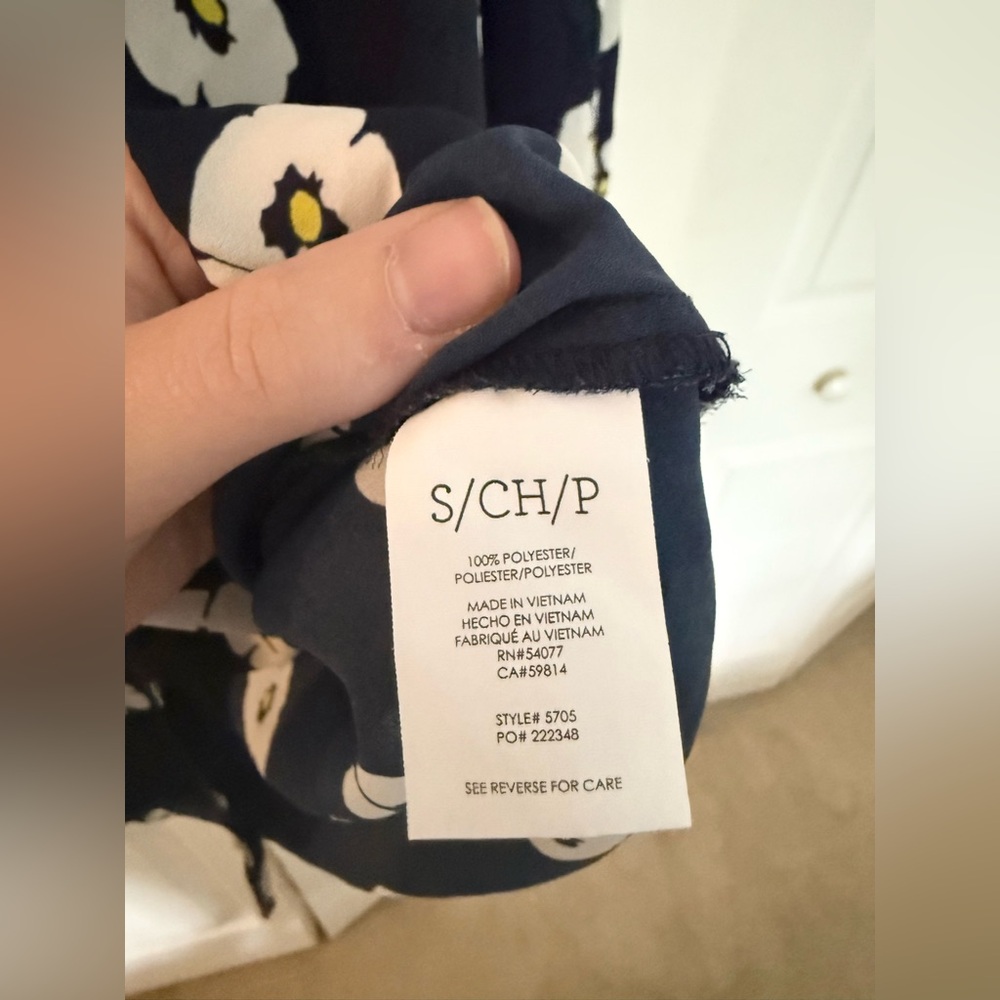 S/CH/P
100% POLYESTER/
POLIESTER/POLYESTER
MADE IN VIETNAM
HECHO EN VIETNAM
FABRIQUÉ AU VIETNAM
RN#54077
CA#59814
STYLE# 5705
PO# 222348
SEE REVERSE FOR CARE